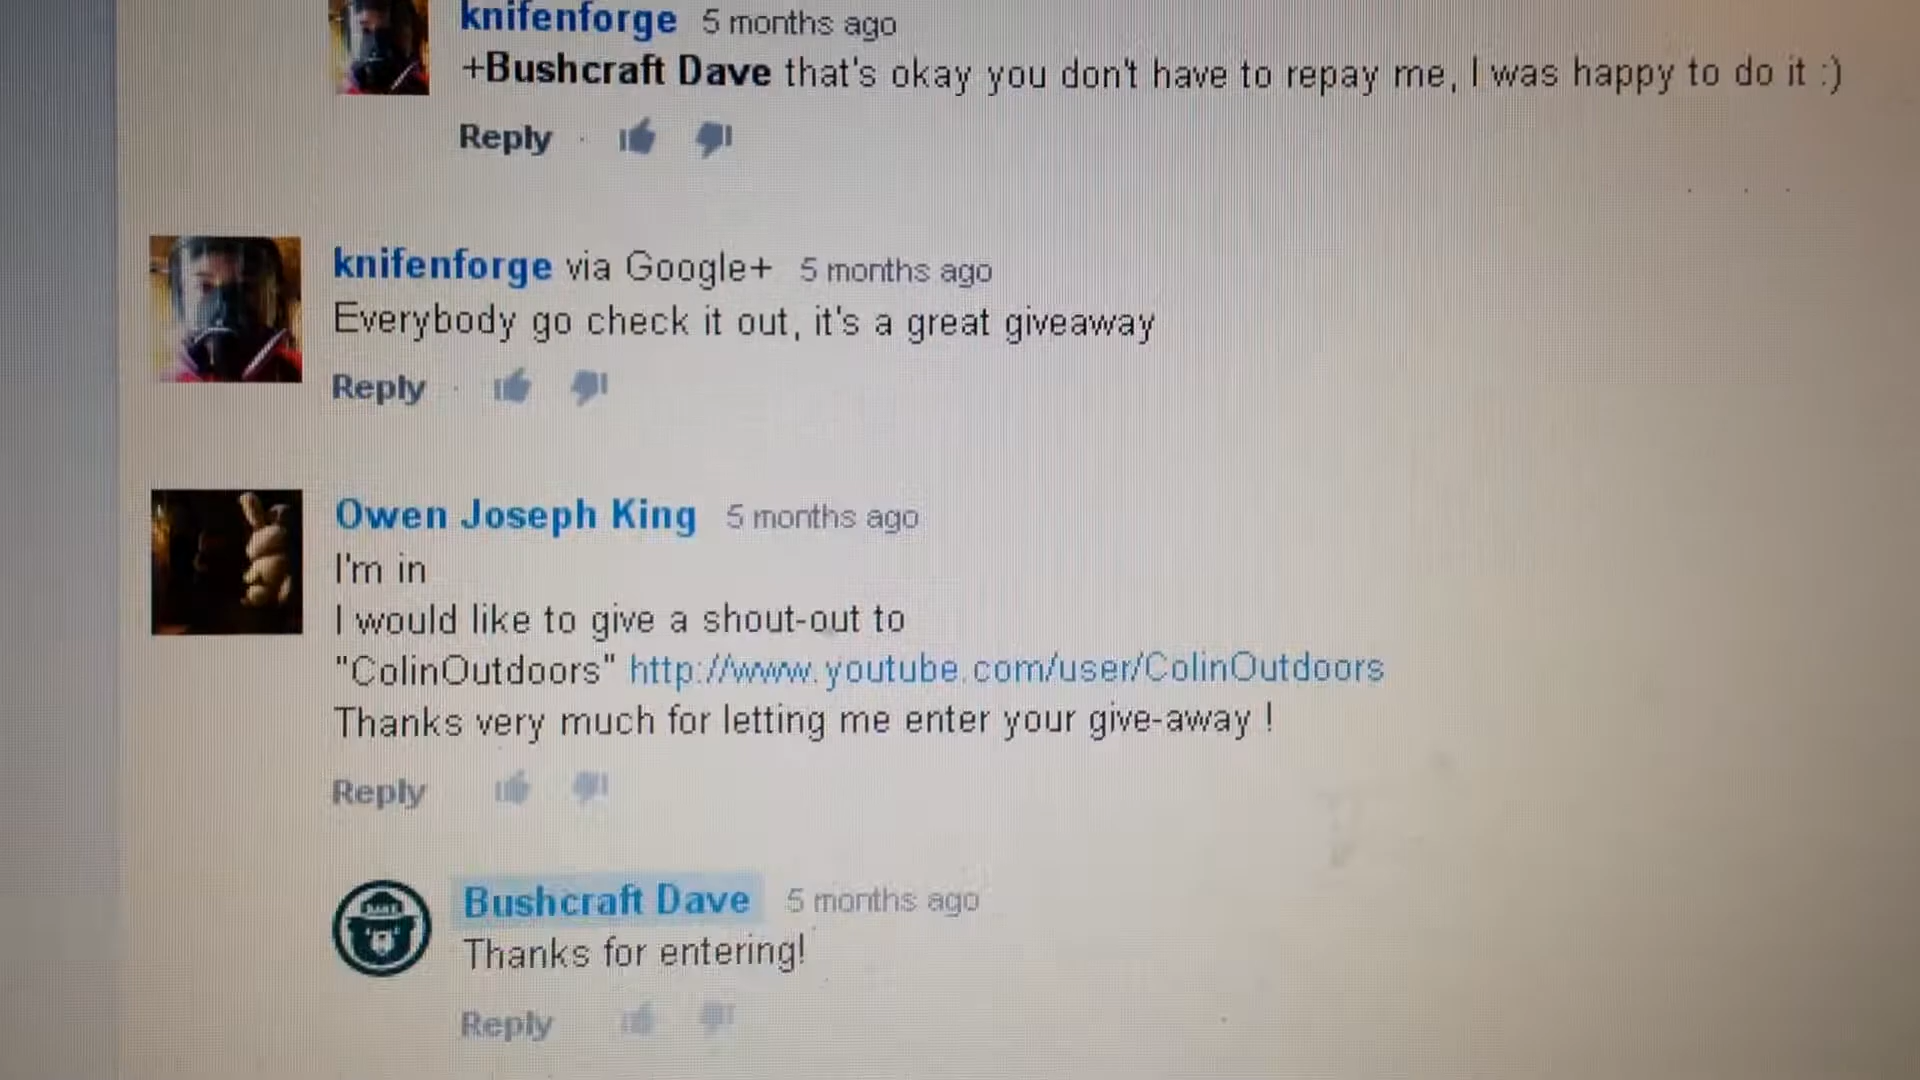 knifenforge 5 months ago
+Bushcraft Dave that's okay you don't have to repay me, I was happy to do it :)
Reply
knifenforge via Google+ 5 months ago
Everybody go check it out, it's a great giveaway
Reply
Owen Joseph King 5 months ago
I'm in
I would like to give a shout-out to
"ColinOutdoors" http://www.youtube.com/user/ColinOutdoors
Thanks very much for letting me enter your give-away !
Reply
Bushcraft Dave 5 months ago
Thanks for entering!
Reply